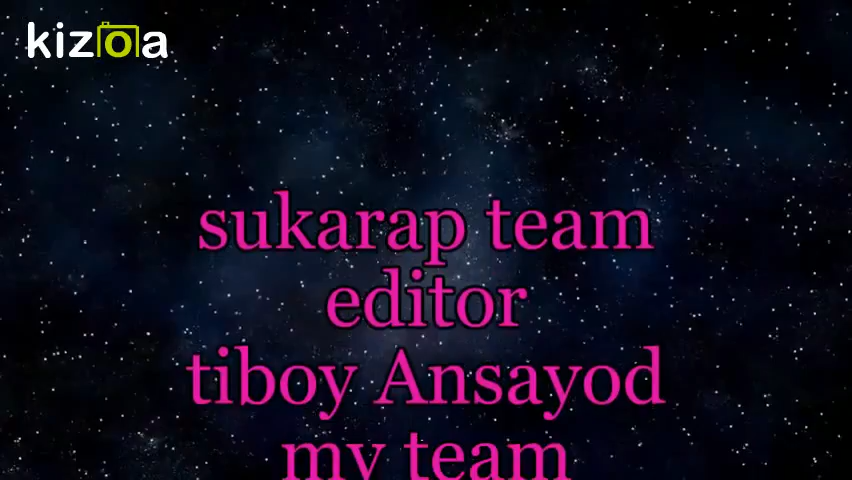 kizoa
sukarap team
editor
tiboy Ansayod
my team